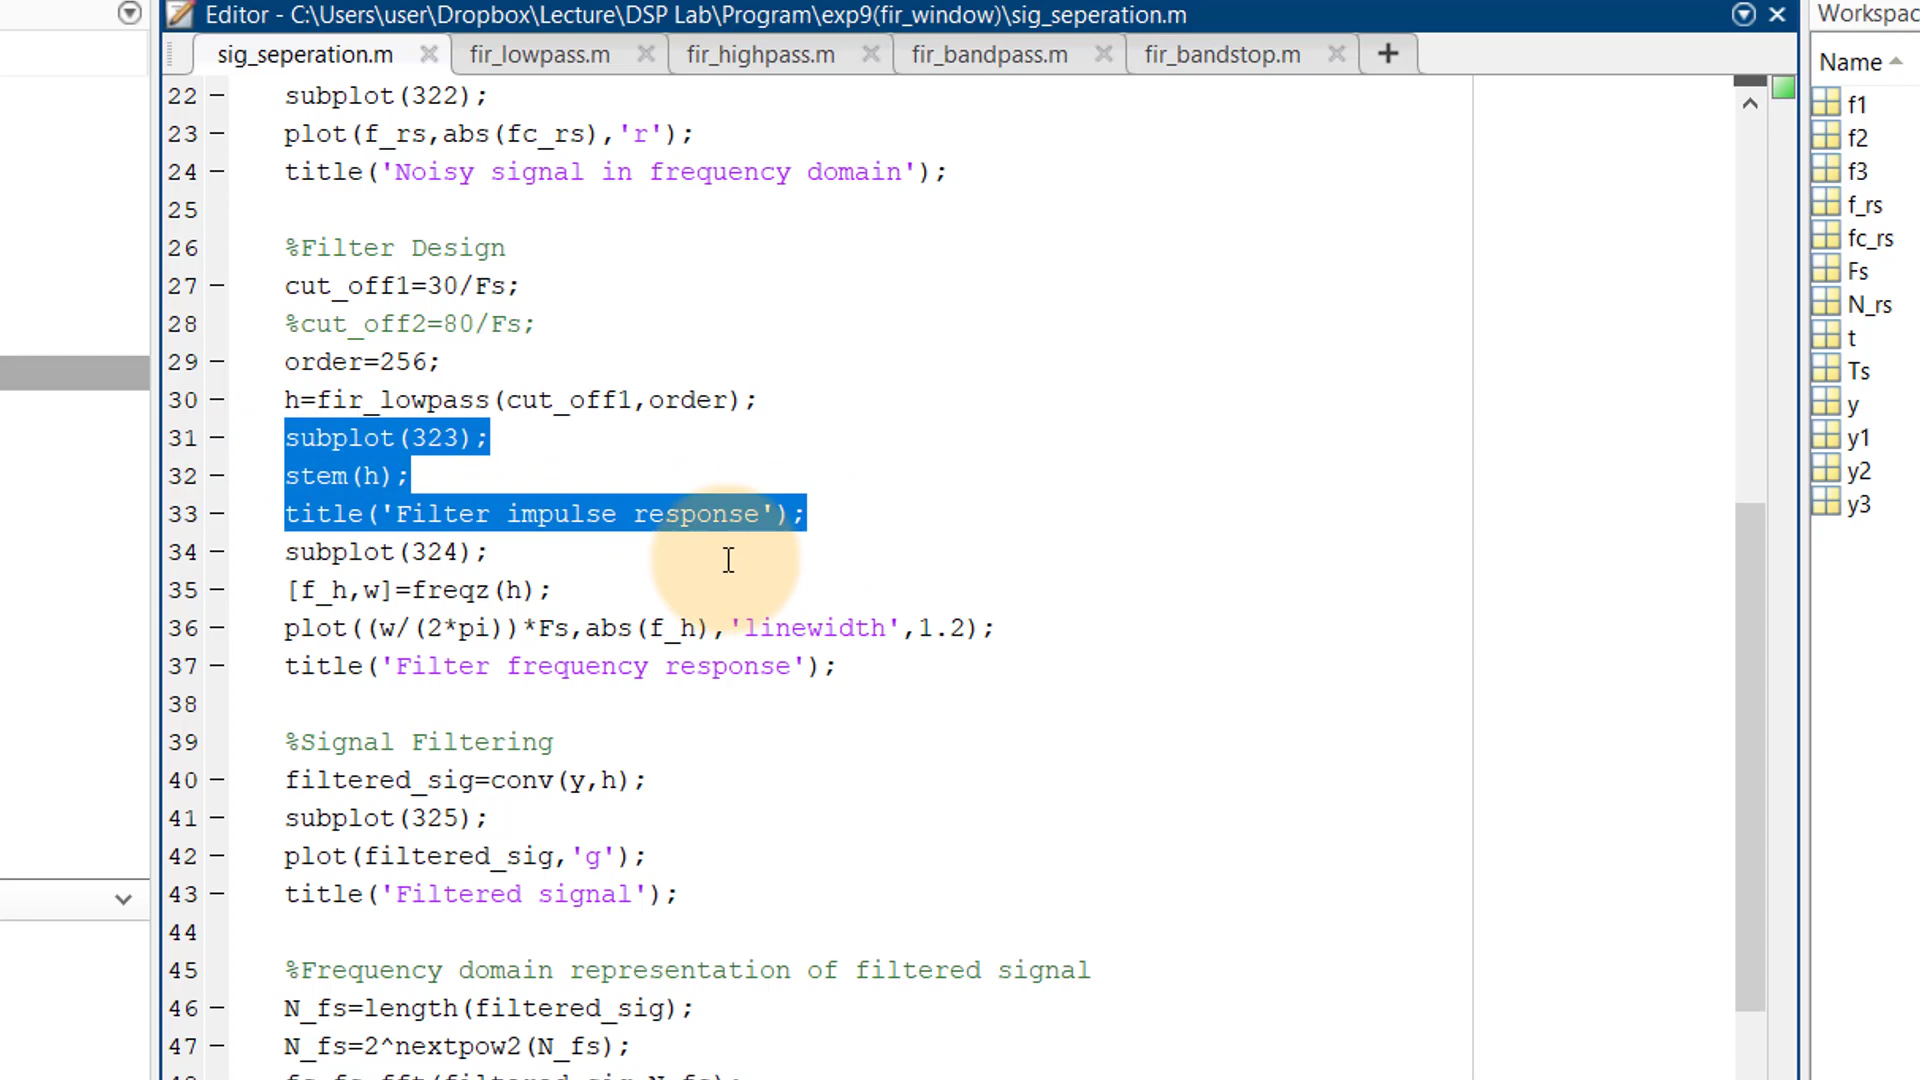 Editor - C:\Users\user\Dropbox\Lecture\DSP Lab\Program\exp9(fir_window)\sig_seperation.m
sig_seperation.m
fir_lowpass.m
fir_highpass.m
fir_bandpass.m
fir_bandstop.m
22 subplot(322);
23 plot(f_rs,abs(fc_rs),'r');
24 title('Noisy signal in frequency domain');
25
26 %Filter Design
27 cut_off1=30/Fs;
28 %cut_off2=80/Fs;
29 order=256;
30 h=fir_lowpass(cut_off1,order);
31 subplot(323);
32 stem(h);
33 title('Filter impulse response');
34 subplot(324);
35 [f_h,w]=freqz(h);
36 plot((w/(2*pi))*Fs,abs(f_h),'linewidth',1.2);
37 title('Filter frequency response');
38
39 %Signal Filtering
40 filtered_sig=conv(y,h);
41 subplot(325);
42 plot(filtered_sig,'g');
43 title('Filtered signal');
44
45 %Frequency domain representation of filtered signal
46 N_fs=length(filtered_sig);
47 N_fs=2^nextpow2(N_fs);
Name
f1
f2
f3
f_rs
fc_rs
Fs
N_rs
t
Ts
y
y1
y2
y3